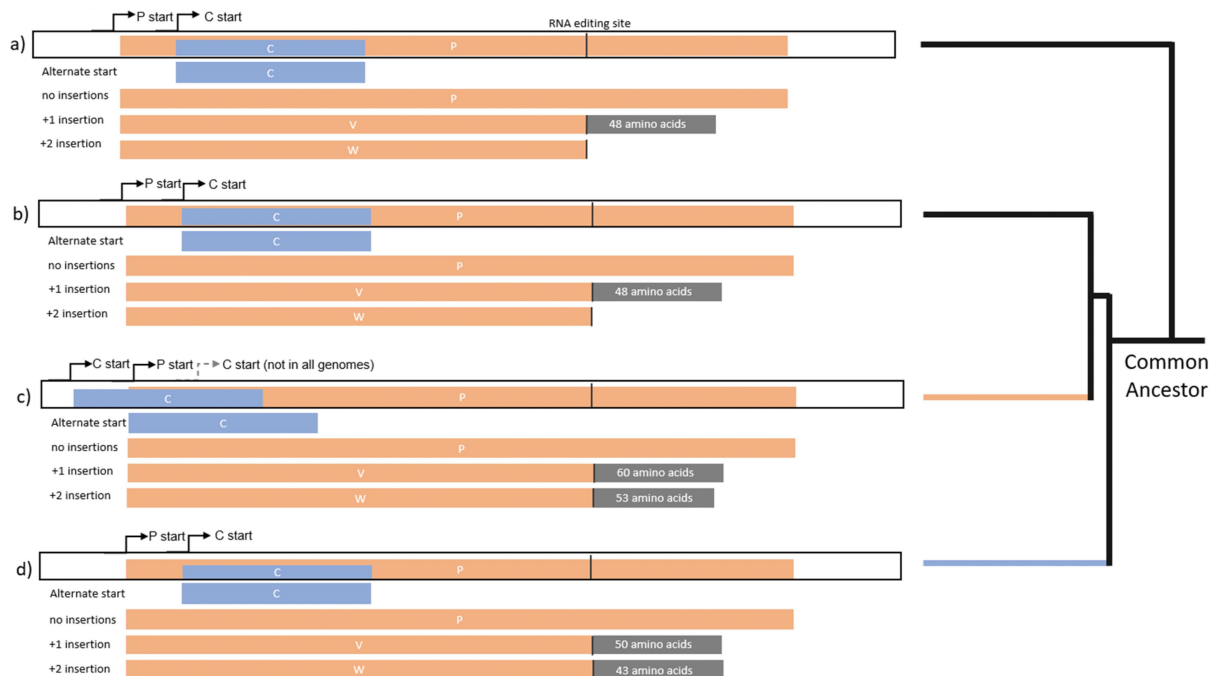 P start
C start
RNA editing site
a)
C
P
Alternate start
C
no insertions
P
+1 insertion
V
48 amino acids
+2 insertion
W
P start
C start
b)
C
P
Alternate start
C
no insertions
P
+1 insertion
V
48 amino acids
+2 insertion
W
C start
P start
C start (not in all genomes)
c)
C
P
Alternate start
C
no insertions
P
+1 insertion
V
60 amino acids
+2 insertion
W
53 amino acids
P start
C start
d)
C
P
Alternate start
C
no insertions
P
+1 insertion
V
50 amino acids
+2 insertion
W
43 amino acids
Common
Ancestor